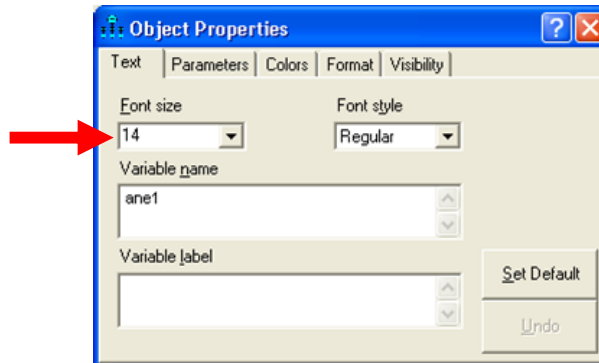 Object Properties
Text Parameters Colors Format Visibility
Font size Font style
14 Regular
Variable name
ane1
Variable label
Set Default
Undo